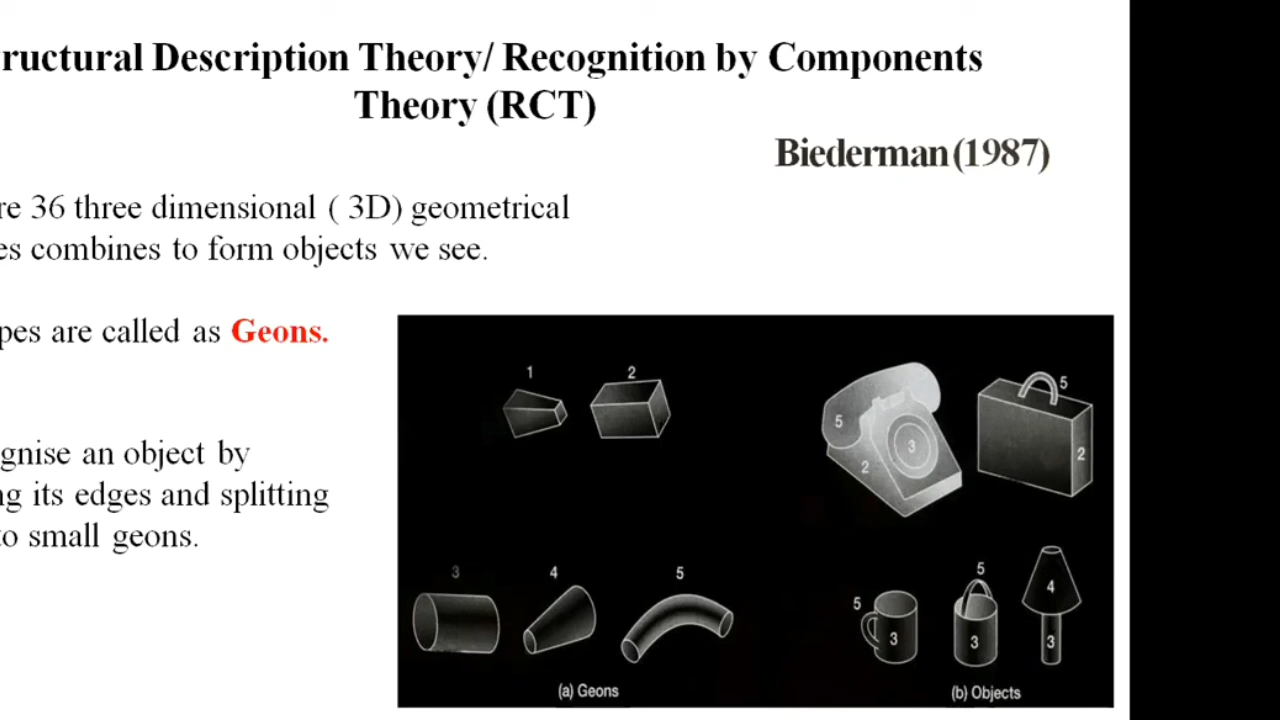 ructural Description Theory/ Recognition by Components
Theory (RCT)
Biederman (1987)
re 36 three dimensional ( 3D) geometrical
es combines to form objects we see.
pes are called as Geons.
gnise an object by
ng its edges and splitting
to small geons.
1 2
3 4 5
(a) Geons
5 3 2
5 2
5 3
5 3
4 3
(b) Objects